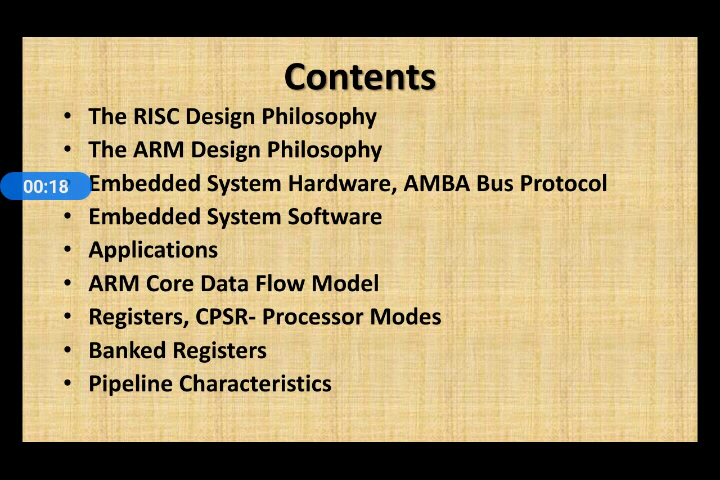 Contents
• The RISC Design Philosophy
• The ARM Design Philosophy
00:18 Embedded System Hardware, AMBA Bus Protocol
• Embedded System Software
• Applications
• ARM Core Data Flow Model
• Registers, CPSR- Processor Modes
• Banked Registers
• Pipeline Characteristics